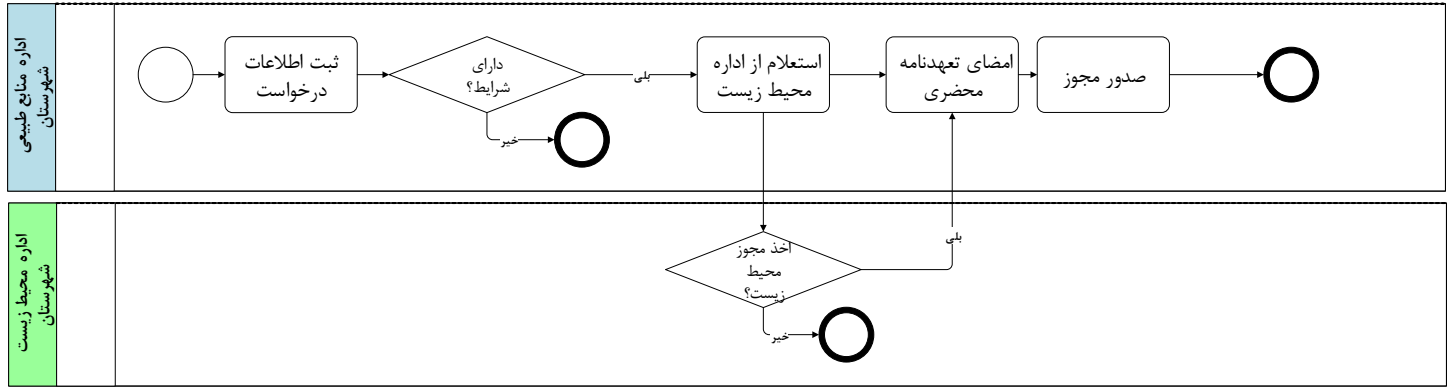 اداره منابع طبیعی
شهرستان
ثبت اطلاعات
درخواست
دارای
شرایط؟
بلی
خیر
استعلام از اداره
محیط زیست
امضای تعهدنامه
محضری
صدور مجوز
اداره محیط زیست
شهرستان
اخذ مجوز
محیط
زیست؟
بلی
خیر